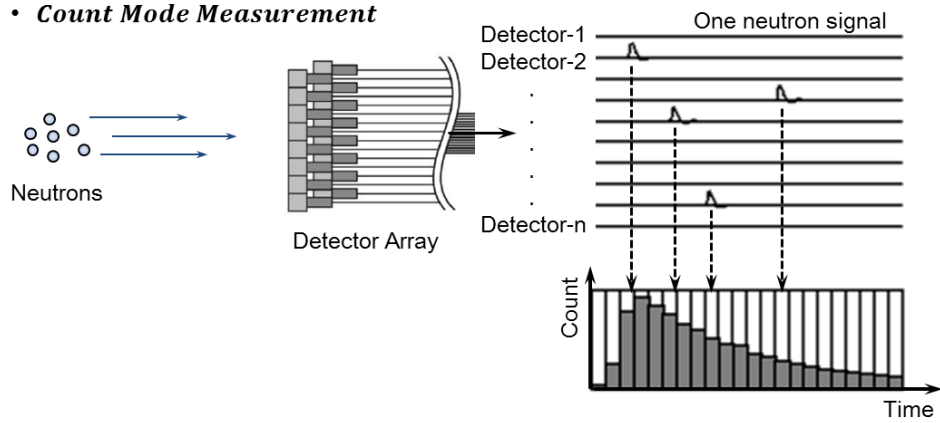 • Count Mode Measurement
One neutron signal
Detector-1
Detector-2
.
.
.
.
.
.
Detector-n
Neutrons
Detector Array
Count
Time